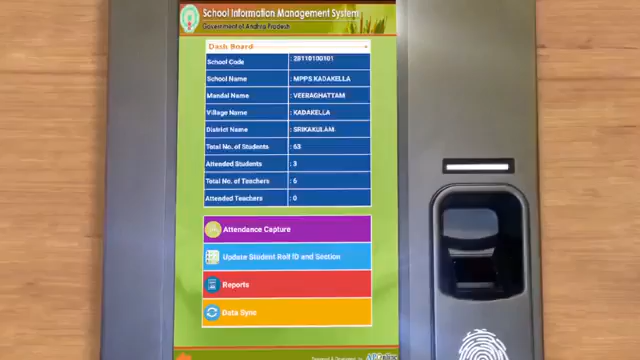 School Information Management System
Government of Andhra Pradesh
Dash Board
School Code : 28110100101
School Name : MPPS KADAKELLA
Mandal Name : VEERAGHATTAM
Village Name : KADAKELLA
District Name : SRIKAKULAM
Total No. of Students : 63
Attended Students : 3
Total No. of Teachers : 6
Attended Teachers : 0
Attendance Capture
Update Student Roll ID and Section
Reports
Data Sync
APOnline